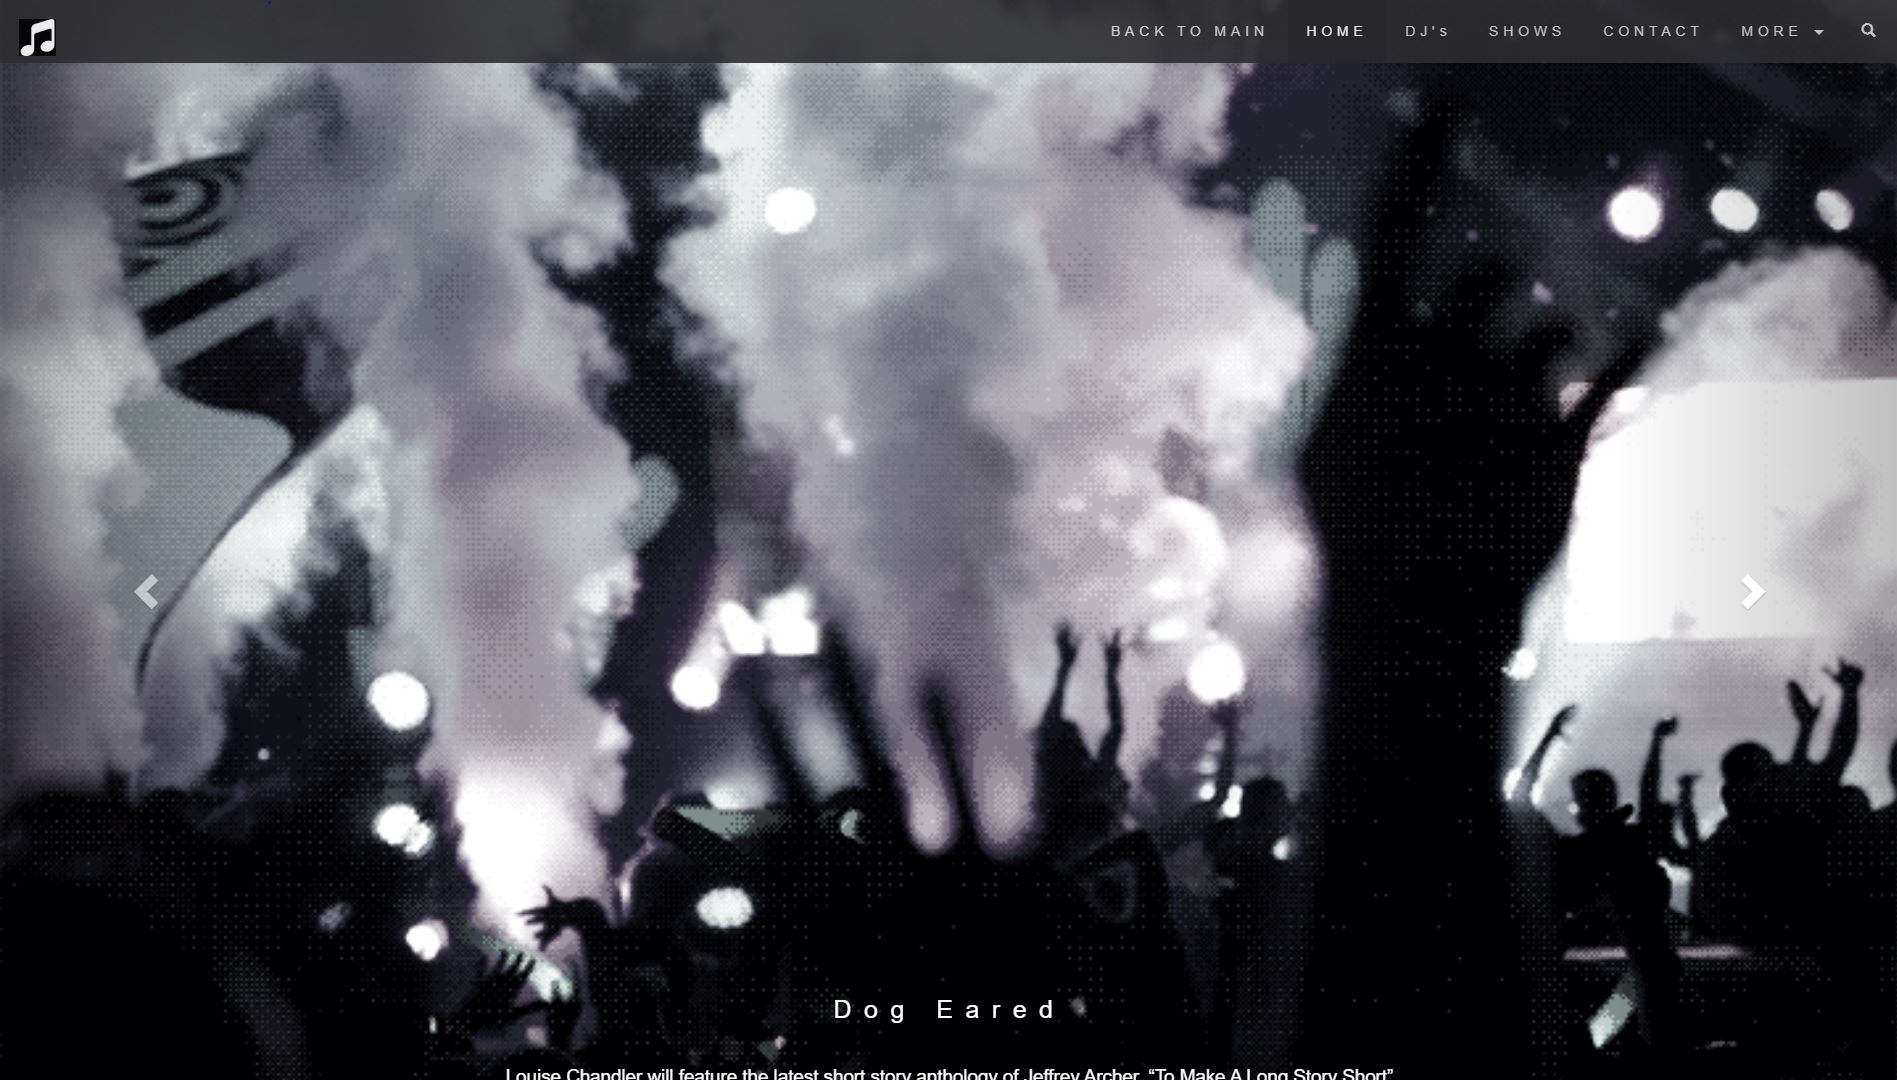 BACK TO MAIN HOME DJ's SHOWS CONTACT MORE
Dog Eared
Louise Chandler will feature the latest short story anthology of Jeffrey Archer, “To Make A Long Story Short”